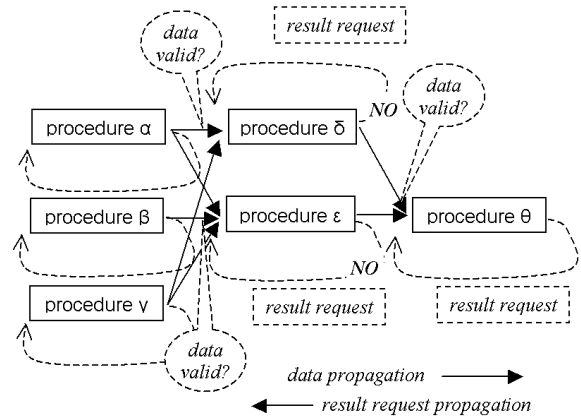 data
valid?
result request
data
valid?
NO
procedure α
procedure δ
procedure β
procedure ε
procedure θ
NO
procedure γ
result request
result request
data
valid?
data propagation
result request propagation